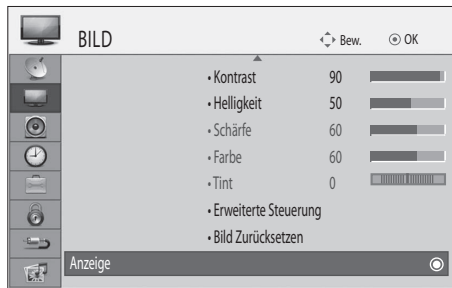 BILD Bew. OK
• Kontrast 90
• Helligkeit 50
• Schärfe 60
• Farbe 60
• Tint 0
• Erweiterte Steuerung
• Bild Zurücksetzen
Anzeige